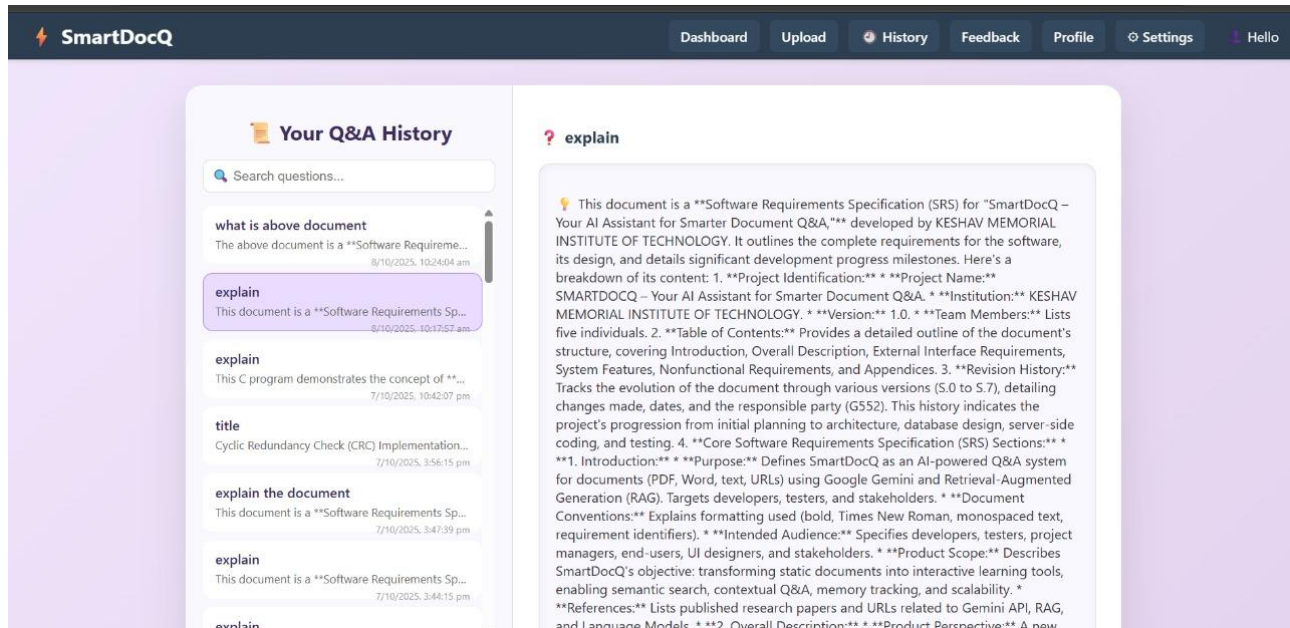 SmartDocQ
Dashboard
Upload
History
Feedback
Profile
Settings
Hello
Your Q&A History
Search questions...
what is above document
The above document is a **Software Requireme...
8/10/2025, 10:24:04 am
explain
This document is a **Software Requirements Sp...
8/10/2025, 10:17:57 am
explain
This C program demonstrates the concept of **...
7/10/2025, 10:42:07 pm
title
Cyclic Redundancy Check (CRC) Implementation...
7/10/2025, 3:56:15 pm
explain the document
This document is a **Software Requirements Sp...
7/10/2025, 3:47:39 pm
explain
This document is a **Software Requirements Sp...
7/10/2025, 3:44:15 pm
explain
❓ explain
💡 This document is a **Software Requirements Specification (SRS) for "SmartDocQ –
Your AI Assistant for Smarter Document Q&A,"** developed by KESHAV MEMORIAL
INSTITUTE OF TECHNOLOGY. It outlines the complete requirements for the software,
its design, and details significant development progress milestones. Here's a
breakdown of its content: 1. **Project Identification:** * **Project Name:**
SMARTDOCQ – Your AI Assistant for Smarter Document Q&A. * **Institution:** KESHAV
MEMORIAL INSTITUTE OF TECHNOLOGY. * **Version:** 1.0. * **Team Members:** Lists
five individuals. 2. **Table of Contents:** Provides a detailed outline of the document's
structure, covering Introduction, Overall Description, External Interface Requirements,
System Features, Nonfunctional Requirements, and Appendices. 3. **Revision History:**
Tracks the evolution of the document through various versions (S.0 to S.7), detailing
changes made, dates, and the responsible party (G552). This history indicates the
project's progression from initial planning to architecture, database design, server-side
coding, and testing. 4. **Core Software Requirements Specification (SRS) Sections:** *
**1. Introduction:** * **Purpose:** Defines SmartDocQ as an AI-powered Q&A system
for documents (PDF, Word, text, URLs) using Google Gemini and Retrieval-Augmented
Generation (RAG). Targets developers, testers, and stakeholders. * **Document
Conventions:** Explains formatting used (bold, Times New Roman, monospaced text,
requirement identifiers). * **Intended Audience:** Specifies developers, testers, project
managers, end-users, UI designers, and stakeholders. * **Product Scope:** Describes
SmartDocQ's objective: transforming static documents into interactive learning tools,
enabling semantic search, contextual Q&A, memory tracking, and scalability. *
**References:** Lists published research papers and URLs related to Gemini API, RAG,
and Language Models. * **2. Overall Description:** * **Product Perspective:** A new